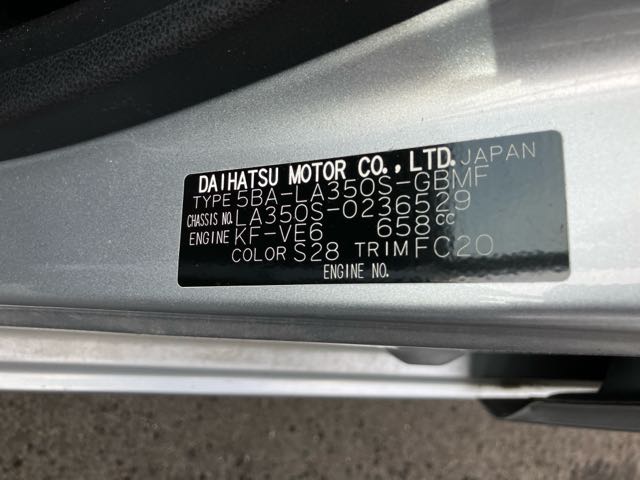 DAIHATSU MOTOR CO.,LTD. JAPAN
TYPE 5BA-LA350S-GBMF
CHASSIS NO. LA350S-0236529
ENGINE KF-VE6 658cc
COLOR S28 TRIM FC20
ENGINE NO.